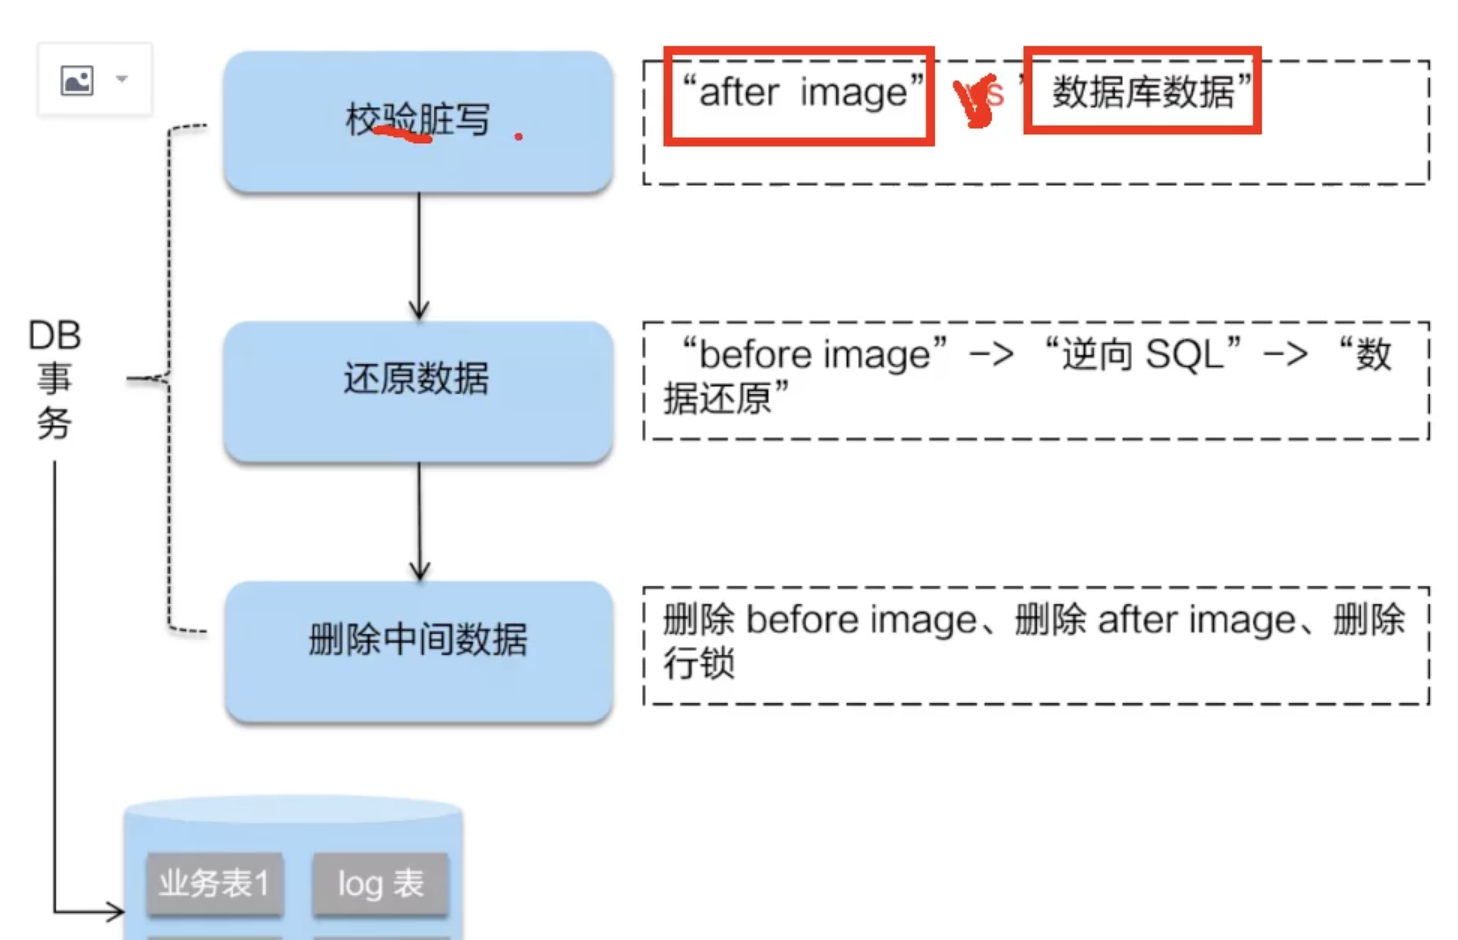 校验脏写
“after image” vs ” 数据库数据”
DB
事
务
还原数据
“before image” –> “逆向 SQL” –> “数
据还原”
删除中间数据
删除 before image、删除 after image、删除
行锁
业务表1
log 表